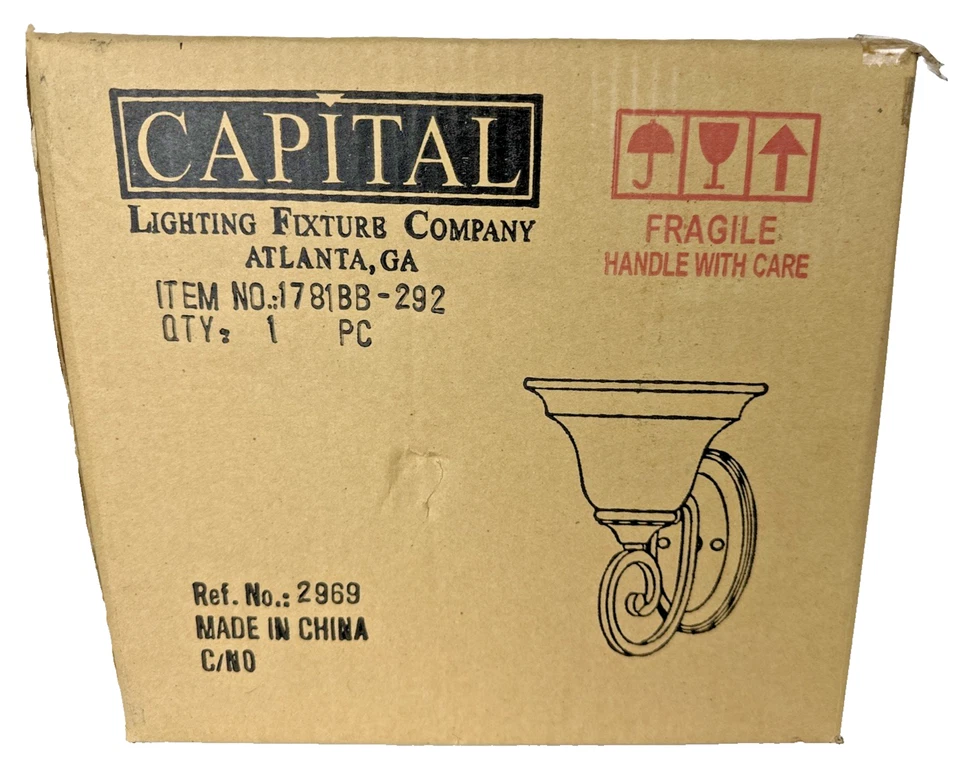 CAPITAL
LIGHTING FIXTURE COMPANY
ATLANTA, GA
ITEM NO.:1781BB-292
QTY: 1 PC
FRAGILE
HANDLE WITH CARE
Ref. No.: 2969
MADE IN CHINA
C/NO